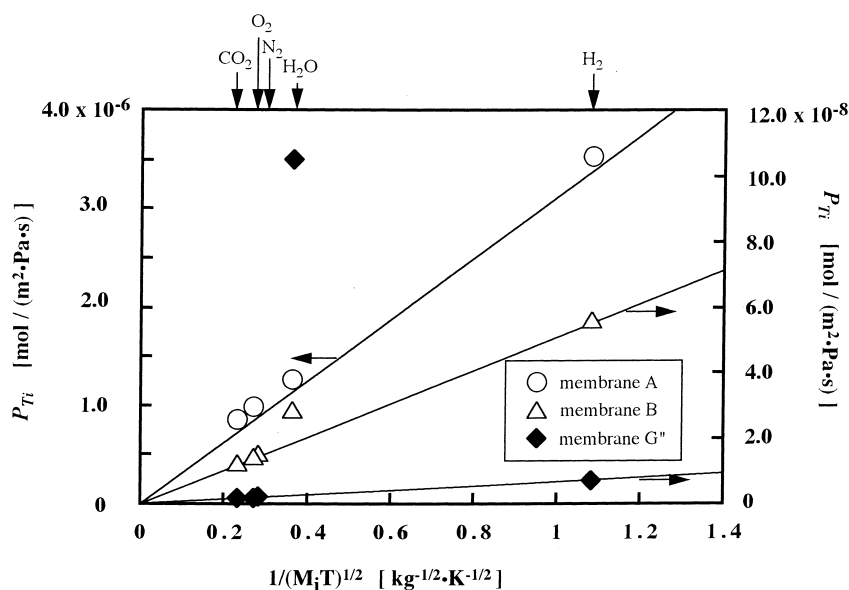 O2
N2
CO2
H2O
H2
4.0 x 10-6
12.0 x 10-8
3.0
10.0
8.0
2.0
6.0
4.0
1.0
2.0
0
0
PTi [mol / (m2•Pa•s) ]
PTi [mol / (m2•Pa•s) ]
membrane A
membrane B
membrane G"
0 0.2 0.4 0.6 0.8 1 1.2 1.4
1/(MiT)1/2 [ kg-1/2•K-1/2 ]